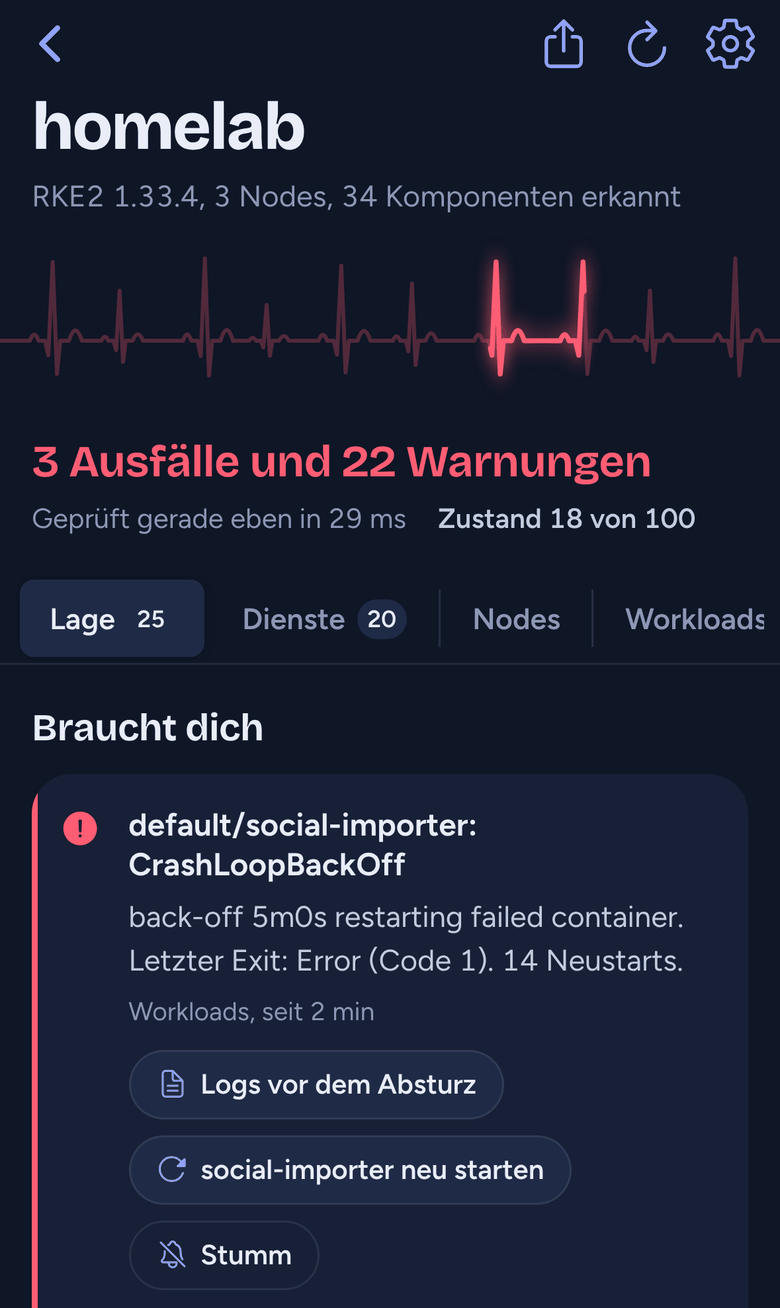 homelab
RKE2 1.33.4, 3 Nodes, 34 Komponenten erkannt
3 Ausfälle und 22 Warnungen
Geprüft gerade eben in 29 ms Zustand 18 von 100
Lage 25 Dienste 20 Nodes Workloads
Braucht dich
default/social-importer:
CrashLoopBackOff
back-off 5m0s restarting failed container.
Letzter Exit: Error (Code 1). 14 Neustarts.
Workloads, seit 2 min
Logs vor dem Absturz
social-importer neu starten
Stumm